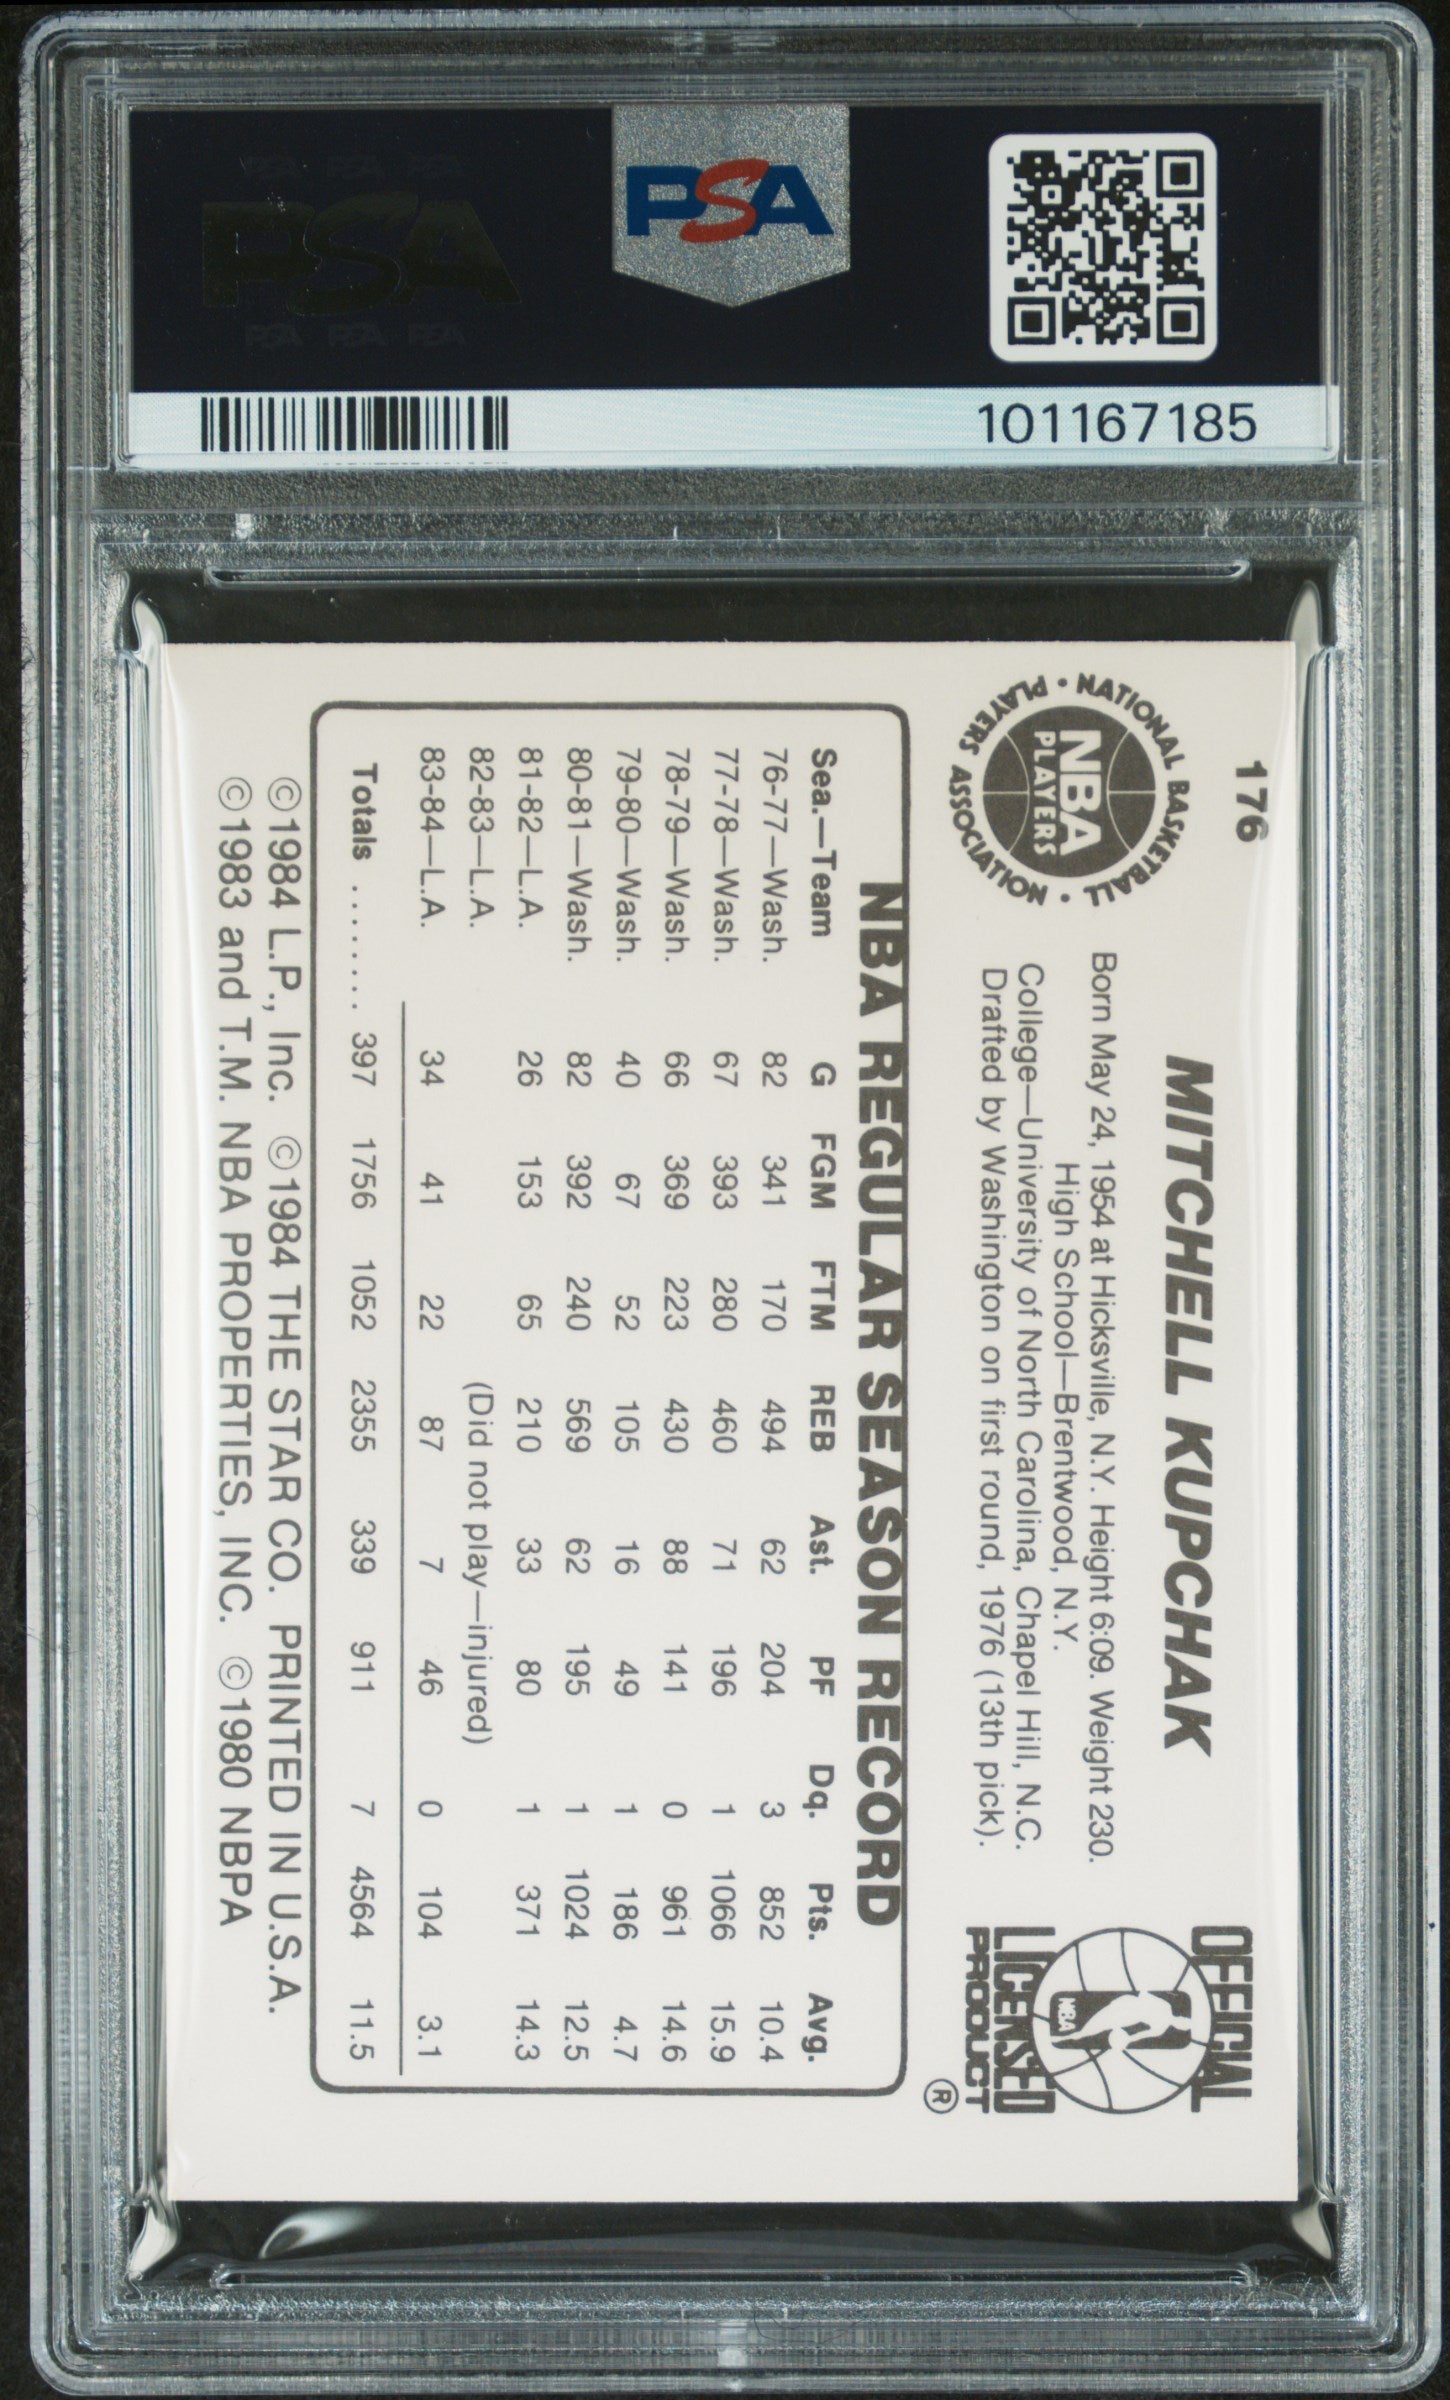 PSA PSA PSA
PSA
PSA PSA PSA
PSA
101167185
176
MITCHELL KUPCHAK
NATIONAL BASKETBALL PLAYERS ASSOCIATION
NBA
PLAYERS
Born May 24, 1954 at Hicksville, N.Y. Height 6:09. Weight 230.
High School—Brentwood, N.Y.
College—University of North Carolina, Chapel Hill, N.C.
Drafted by Washington on first round, 1976 (13th pick).
OFFICIAL
NBA
LICENSED
PRODUCT
®
NBA REGULAR SEASON RECORD
Sea.—Team G FGM FTM REB Ast. PF Dq. Pts. Avg.
76-77—Wash. 82 341 170 494 62 204 3 852 10.4
77-78—Wash. 67 393 280 460 71 196 1 1066 15.9
78-79—Wash. 66 369 223 430 88 141 0 961 14.6
79-80—Wash. 40 67 52 105 16 49 1 186 4.7
80-81—Wash. 82 392 240 569 62 195 1 1024 12.5
81-82—L.A. 26 153 65 210 33 80 1 371 14.3
82-83—L.A. (Did not play—injured)
83-84—L.A. 34 41 22 87 7 46 0 104 3.1
Totals ........ 397 1756 1052 2355 339 911 7 4564 11.5
©1984 L.P., Inc. ©1984 THE STAR CO. PRINTED IN U.S.A.
©1983 and T.M. NBA PROPERTIES, INC. ©1980 NBPA